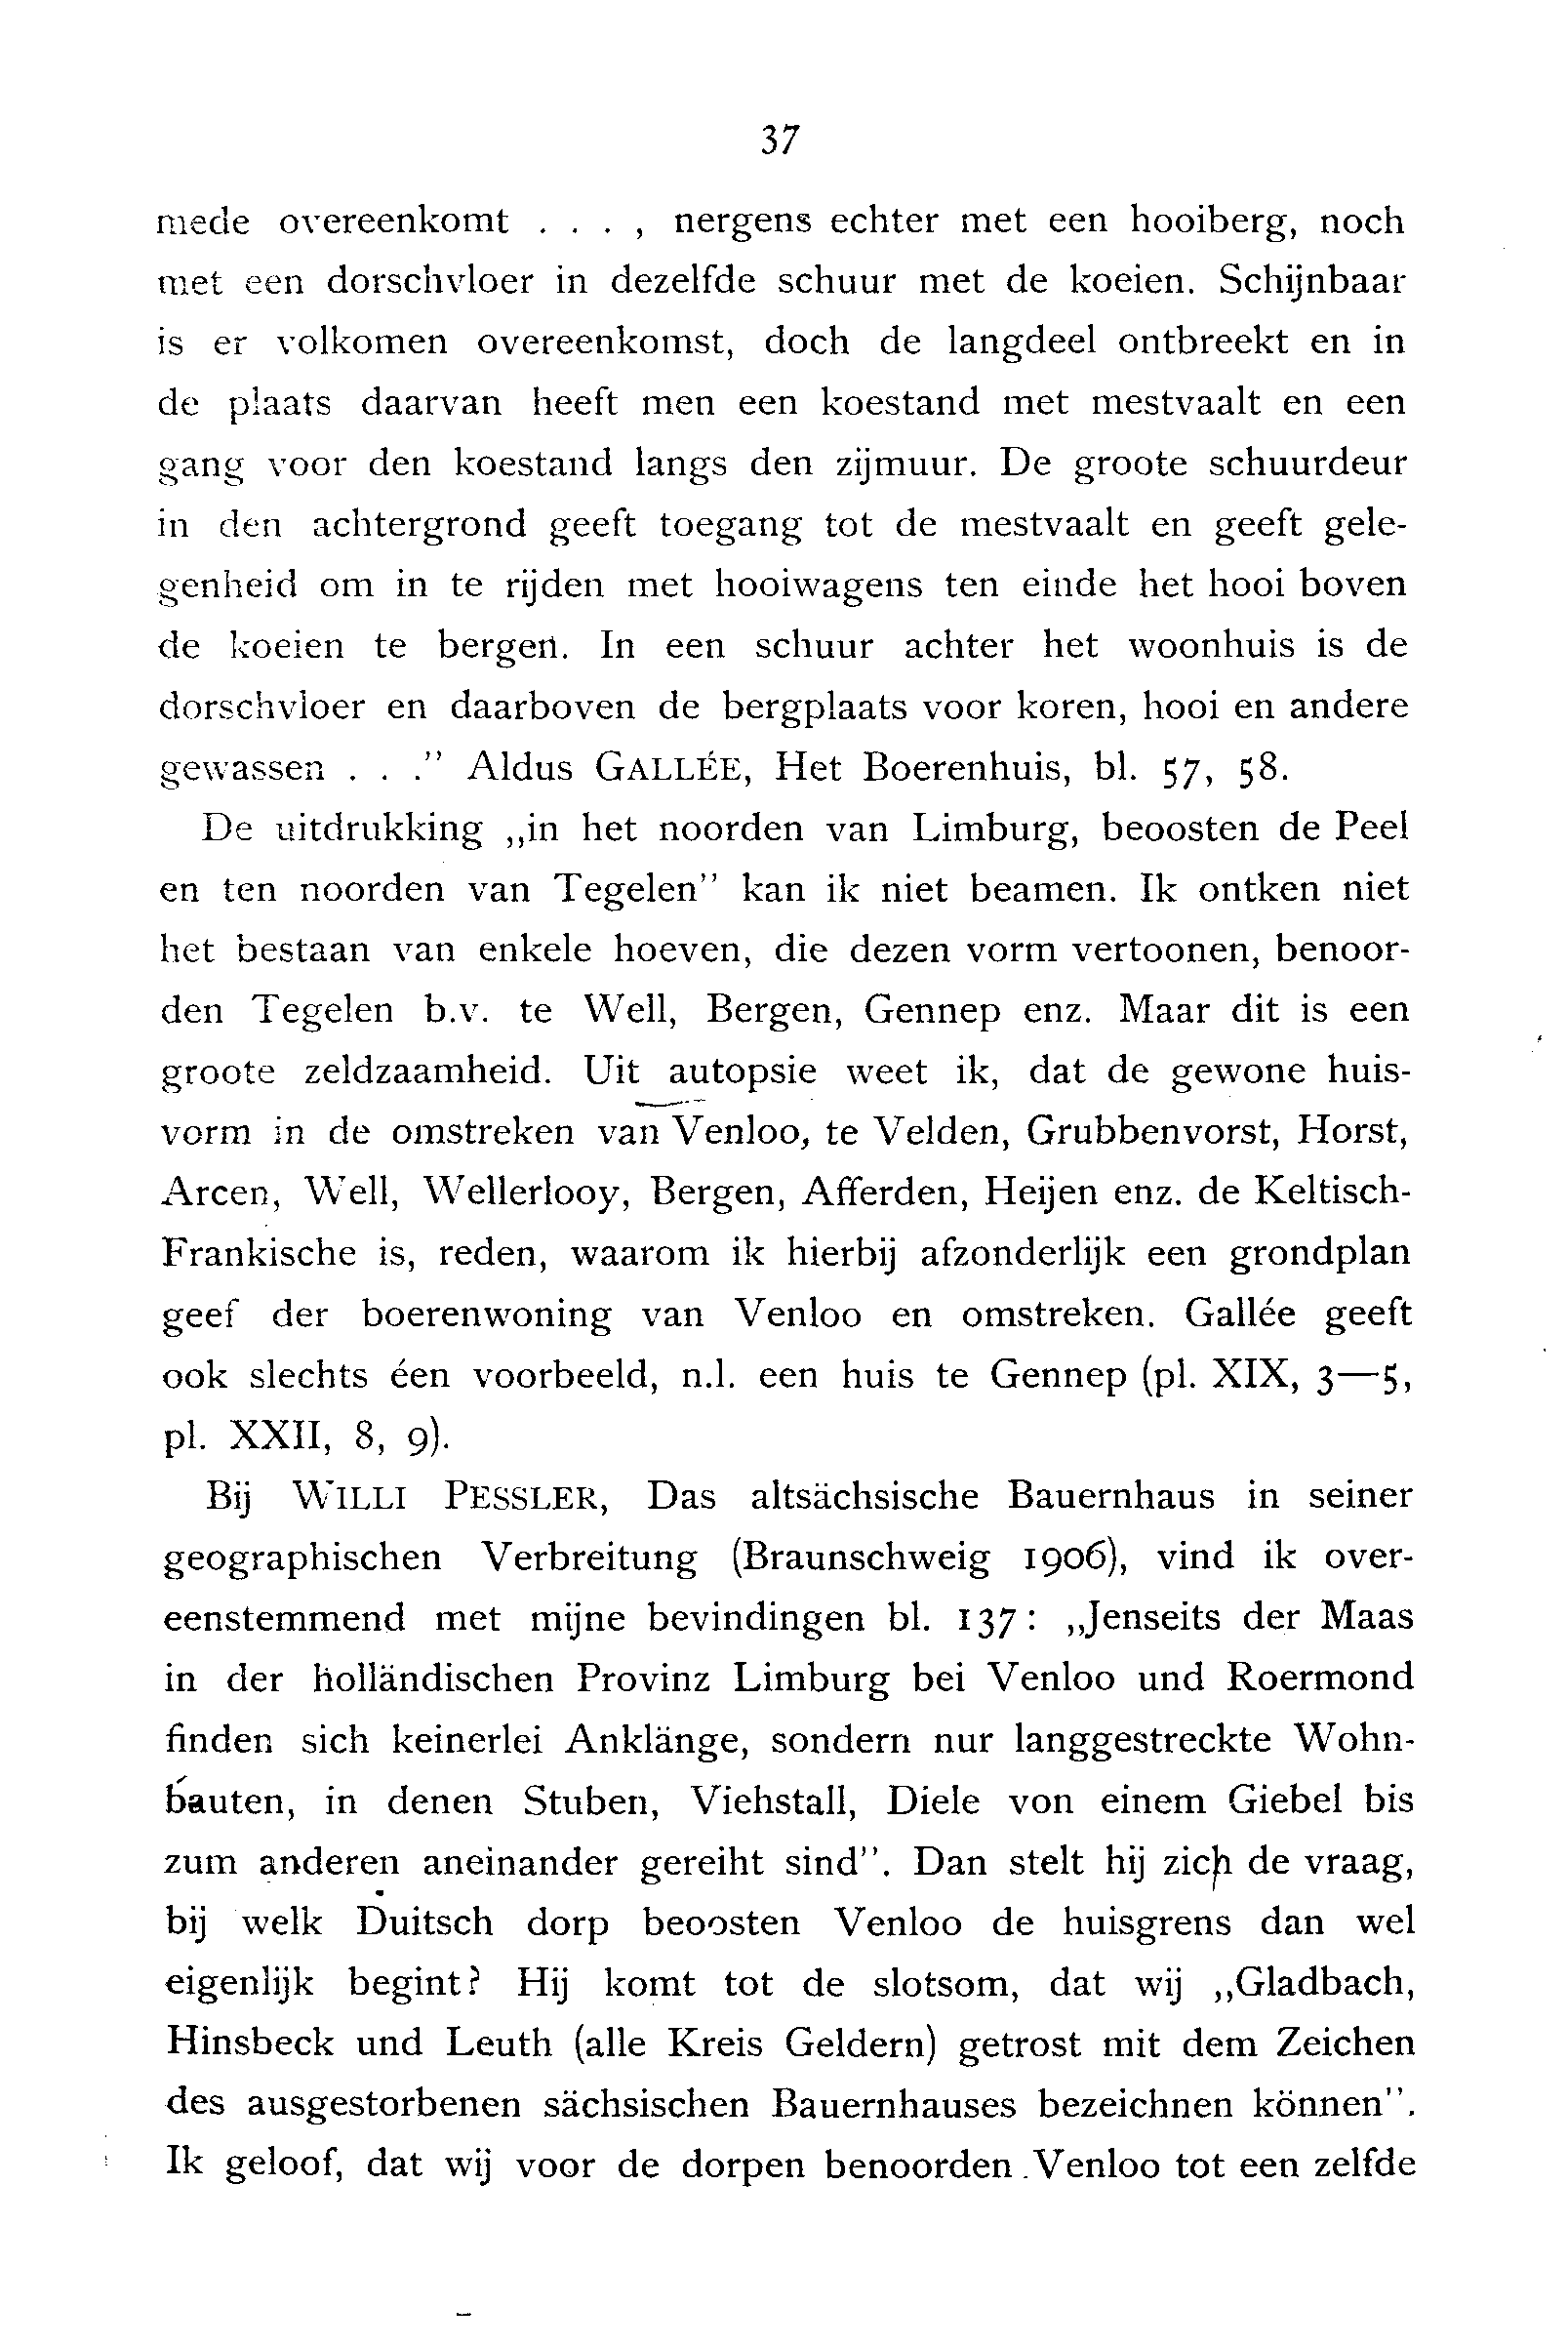 37
mede overeenkomt . . . , nergens echter met een hooiberg, noch
met een dorschvloer in dezelfde schuur met de koeien. Schijnbaar
is er volkomen overeenkomst, doch de langdeel ontbreekt en in
de plaats daarvan heeft men een koestand met mestvaalt en een
gang voor den koestand langs den zijmuur. De groote schuurdeur
in den achtergrond geeft toegang tot de mestvaalt en geeft gele-
genheid om in te rijden met hooiwagens ten einde het hooi boven
de koeien te bergen. In een schuur achter het woonhuis is de
dorschvloer en daarboven de bergplaats voor koren, hooi en andere
gewassen . . .” Aldus GALLÉE, Het Boerenhuis, bl. 57, 58.
De uitdrukking „in het noorden van Limburg, beoosten de Peel
en ten noorden van Tegelen” kan ik niet beamen. Ik ontken niet
het bestaan van enkele hoeven, die dezen vorm vertoonen, benoor-
den Tegelen b.v. te Well, Bergen, Gennep enz. Maar dit is een
groote zeldzaamheid. Uit autopsie weet ik, dat de gewone huis-
vorm in de omstreken van Venloo, te Velden, Grubbenvorst, Horst,
Arcen, Well, Wellerlooy, Bergen, Afferden, Heijen enz. de Keltisch-
Frankische is, reden, waarom ik hierbij afzonderlijk een grondplan
geef der boerenwoning van Venloo en omstreken. Gallée geeft
ook slechts éen voorbeeld, n.l. een huis te Gennep (pl. XIX, 3—5,
pl. XXII, 8, 9).
Bij WILLI PESSLER, Das altsächsische Bauernhaus in seiner
geographischen Verbreitung (Braunschweig 1906), vind ik over-
eenstemmend met mijne bevindingen bl. 137: „Jenseits der Maas
in der holländischen Provinz Limburg bei Venloo und Roermond
finden sich keinerlei Anklänge, sondern nur langgestreckte Wohn-
bauten, in denen Stuben, Viehstall, Diele von einem Giebel bis
zum anderen aneinander gereiht sind”. Dan stelt hij zich de vraag,
bij welk Duitsch dorp beoosten Venloo de huisgrens dan wel
eigenlijk begint? Hij komt tot de slotsom, dat wij „Gladbach,
Hinsbeck und Leuth (alle Kreis Geldern) getrost mit dem Zeichen
des ausgestorbenen sächsischen Bauernhauses bezeichnen können”.
Ik geloof, dat wij voor de dorpen benoorden Venloo tot een zelfde